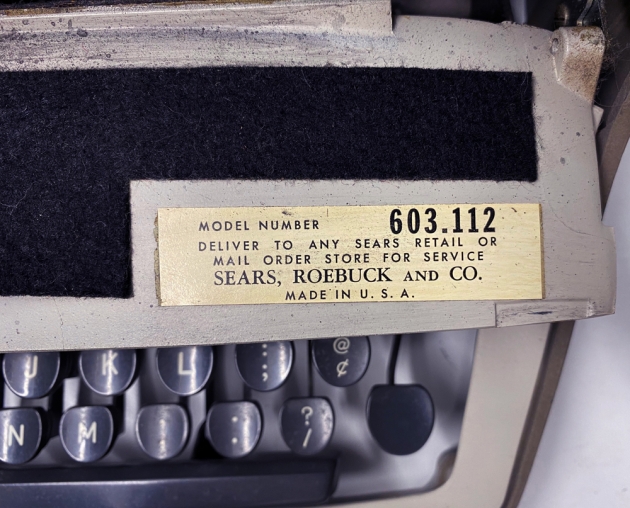 MODEL NUMBER 603.112
DELIVER TO ANY SEARS RETAIL OR
MAIL ORDER STORE FOR SERVICE
SEARS, ROEBUCK AND CO.
MADE IN U. S. A.
J K L : ; @ ¢
N M . . : . ? /